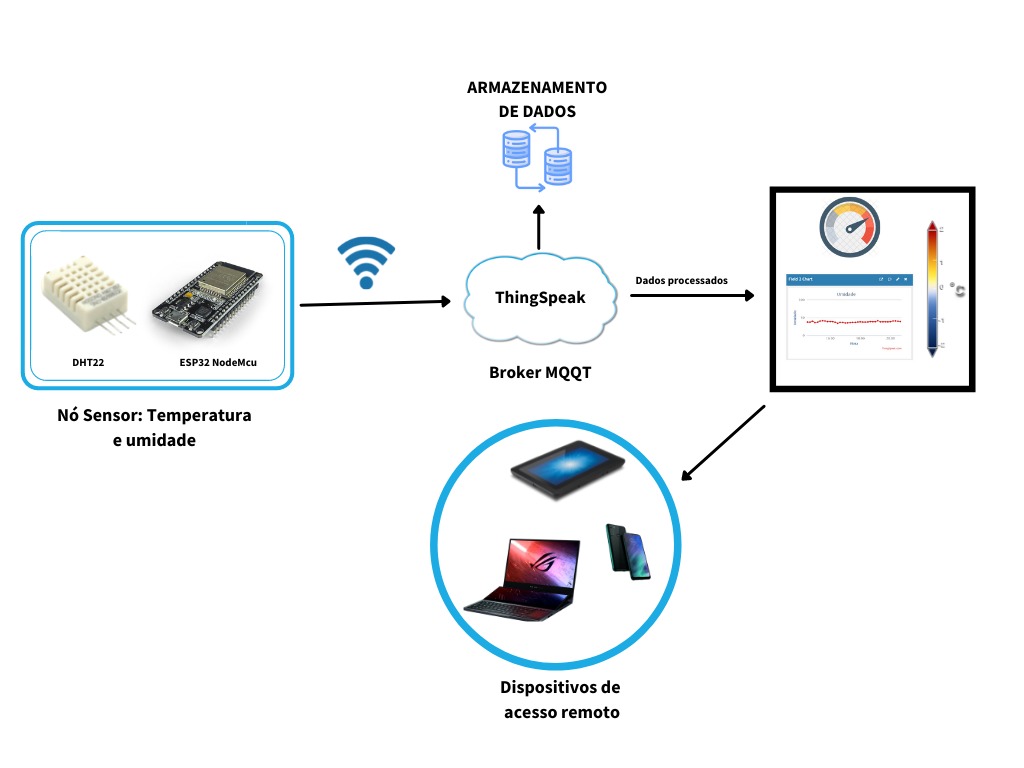 ARMAZENAMENTO
DE DADOS
ThingSpeak
Broker MQQT
Dados processados
DHT22
ESP32 NodeMcu
Nó Sensor: Temperatura
e umidade
Field 2 Chart
Umidade
°C
Dispositivos de
acesso remoto